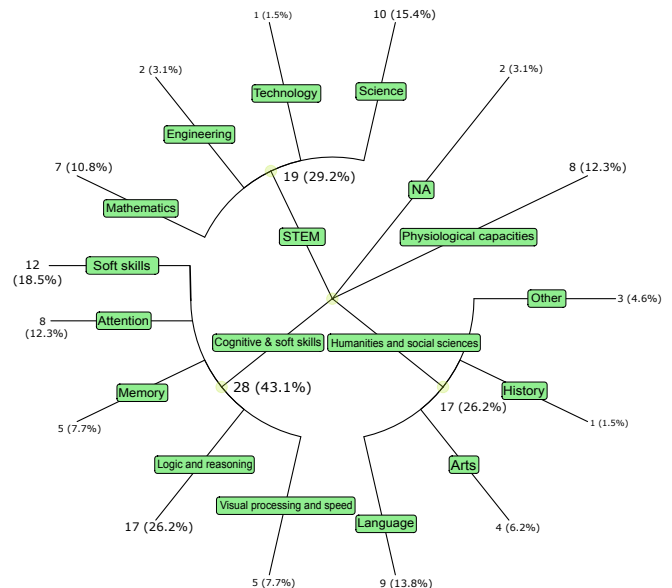 1 (1.5%)
10 (15.4%)
2 (3.1%)
2 (3.1%)
Technology
Science
Engineering
7 (10.8%)
19 (29.2%)
8 (12.3%)
NA
Mathematics
STEM
Physiological capacities
12
(18.5%)
Soft skills
Other
3 (4.6%)
8
(12.3%)
Attention
Cognitive & soft skills
Humanities and social sciences
Memory
28 (43.1%)
17 (26.2%)
History
5 (7.7%)
1 (1.5%)
Logic and reasoning
Arts
Visual processing and speed
Language
17 (26.2%)
4 (6.2%)
5 (7.7%)
9 (13.8%)